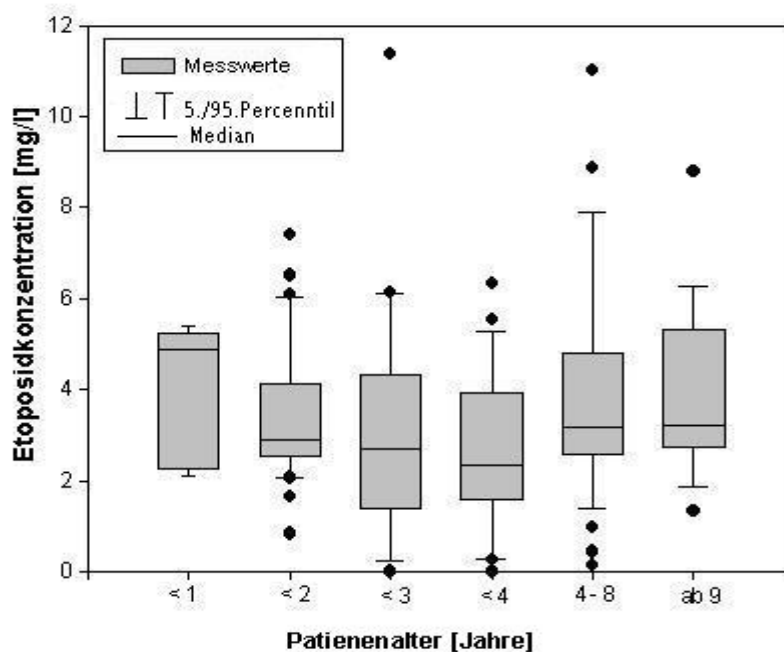 12
10
8
6
4
2
0
Etoposidkonzentration [mg/l]
Messwerte
5./95.Percenntil
Median
< 1
< 2
< 3
< 4
4 - 8
ab 9
Patienenalter [Jahre]